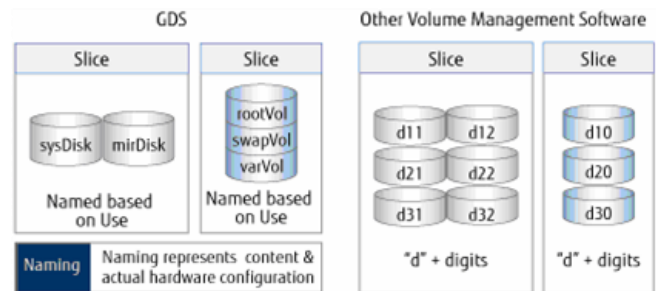 GDS
Slice
sysDisk
mirDisk
Named based
on Use
Slice
rootVol
swapVol
varVol
Named based
on Use
Naming
Naming represents content &
actual hardware configuration
Other Volume Management Software
Slice
d11
d12
d21
d22
d31
d32
"d" + digits
Slice
d10
d20
d30
"d" + digits